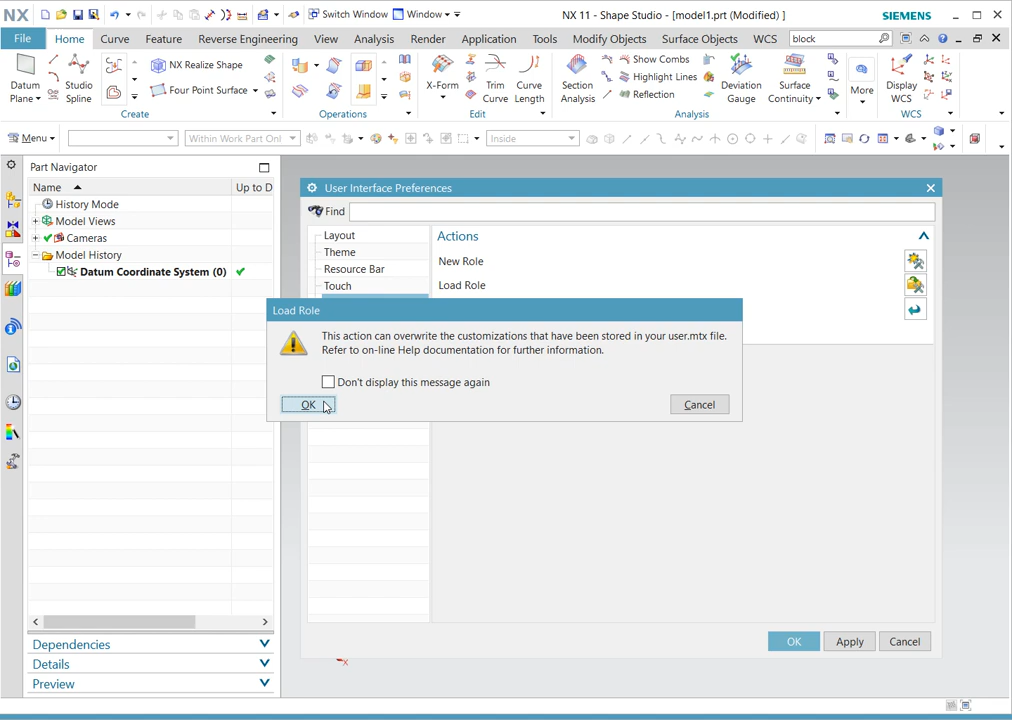 NX
Switch Window
Window
NX 11 - Shape Studio - [model1.prt (Modified) ]
SIEMENS
File
Home
Curve
Feature
Reverse Engineering
View
Analysis
Render
Application
Tools
Modify Objects
Surface Objects
WCS
block
Datum
Plane
Studio
Spline
NX Realize Shape
Four Point Surface
Create
Operations
X-Form
Trim
Curve
Curve
Length
Edit
Section
Analysis
Show Combs
Highlight Lines
Reflection
Deviation
Gauge
Surface
Continuity
Analysis
More
Display
WCS
WCS
Menu
Within Work Part Onl
Inside
Part Navigator
Name
Up to D
History Mode
Model Views
Cameras
Model History
Datum Coordinate System (0)
Dependencies
Details
Preview
User Interface Preferences
Find
Layout
Theme
Resource Bar
Touch
Actions
New Role
Load Role
Load Role
This action can overwrite the customizations that have been stored in your user.mtx file.
Refer to on-line Help documentation for further information.
Don't display this message again
OK
Cancel
OK
Apply
Cancel
X